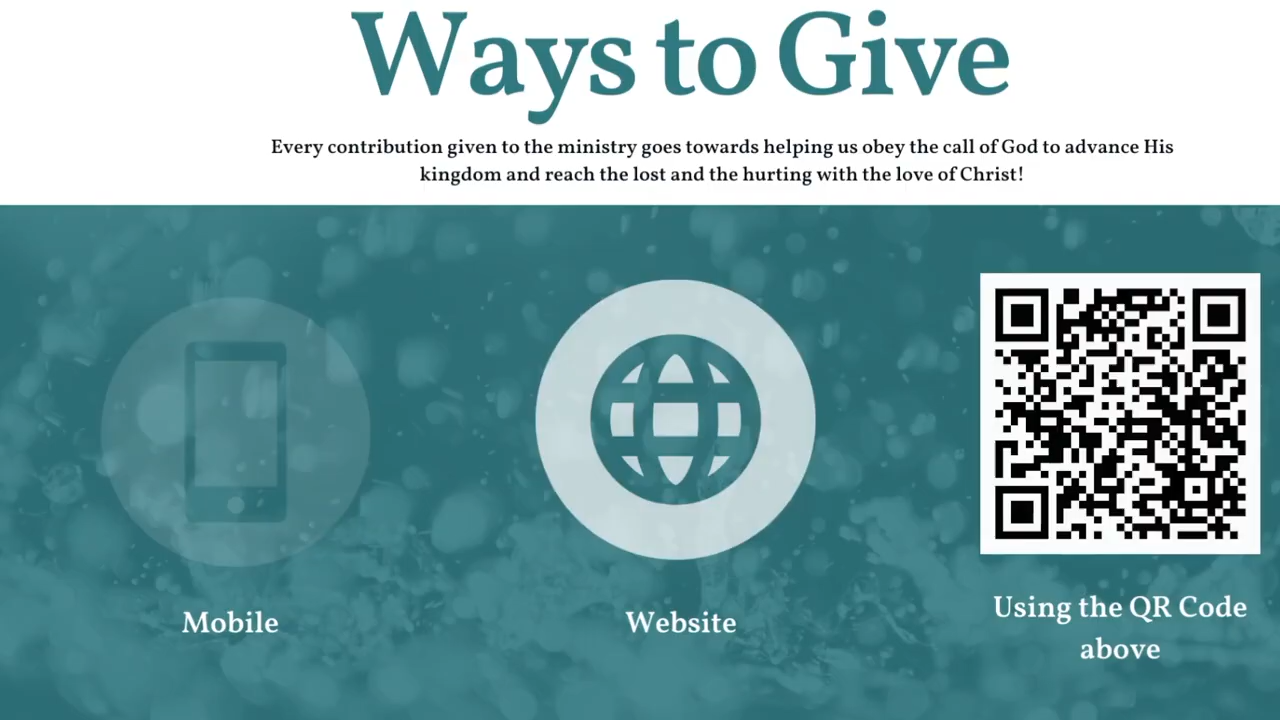 Ways to Give
Every contribution given to the ministry goes towards helping us obey the call of God to advance His
kingdom and reach the lost and the hurting with the love of Christ!
Mobile
Website
Using the QR Code
above